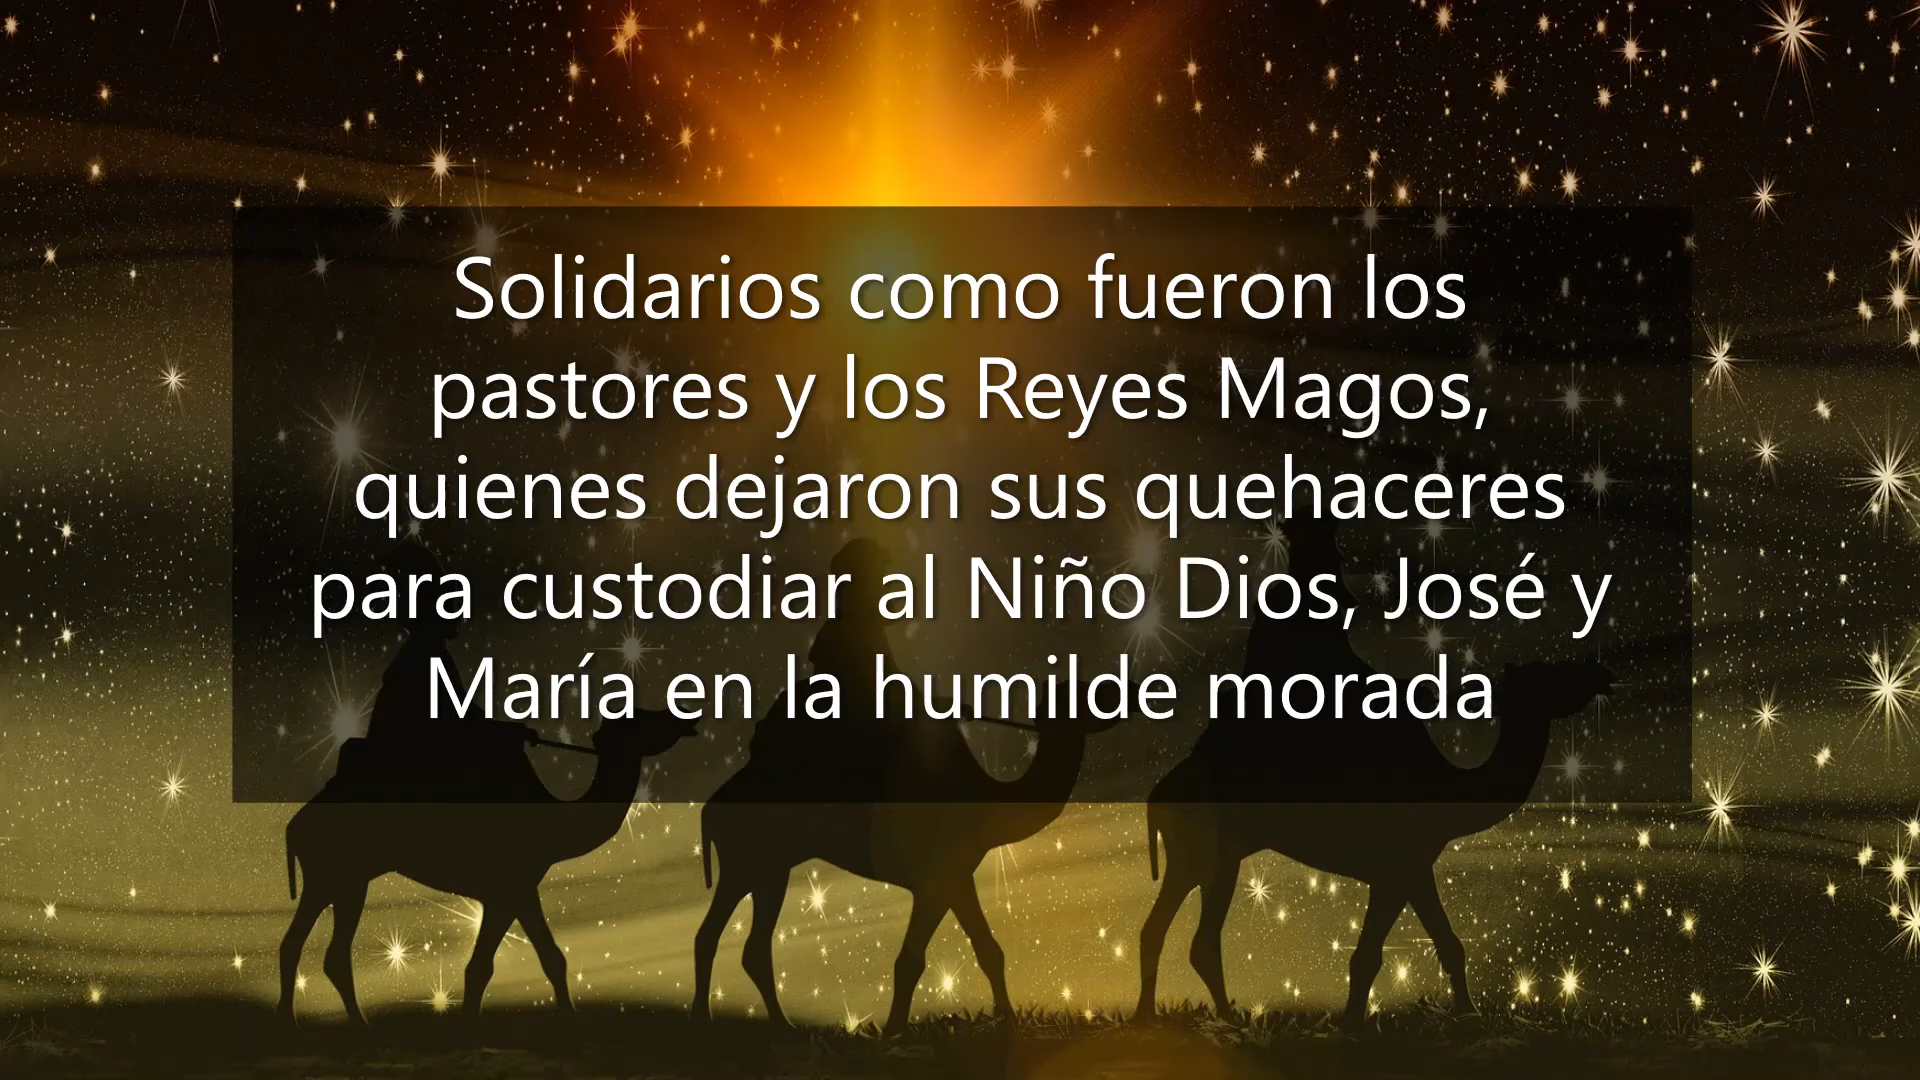 Solidarios como fueron los
pastores y los Reyes Magos,
quienes dejaron sus quehaceres
para custodiar al Niño Dios, José y
María en la humilde morada